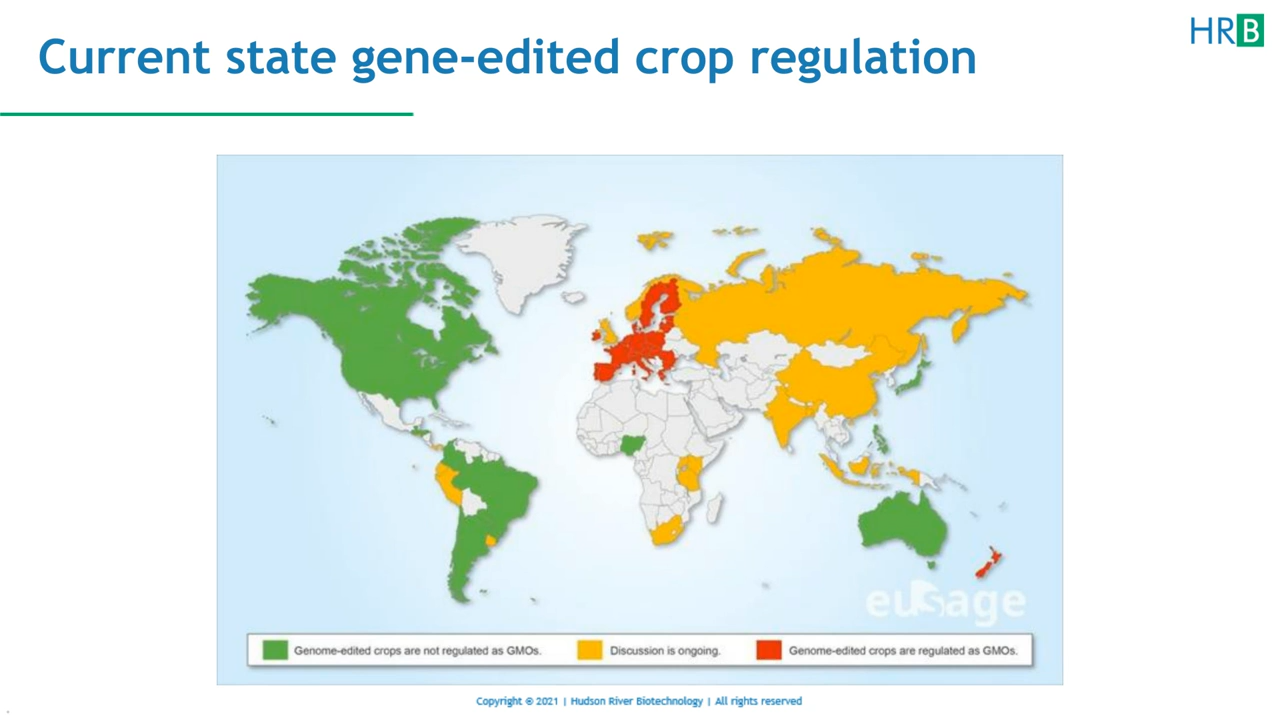 HRB
Current state gene-edited crop regulation
eusage
Genome-edited crops are not regulated as GMOs.
Discussion is ongoing.
Genome-edited crops are regulated as GMOs.
Copyright © 2021 | Hudson River Biotechnology | All rights reserved